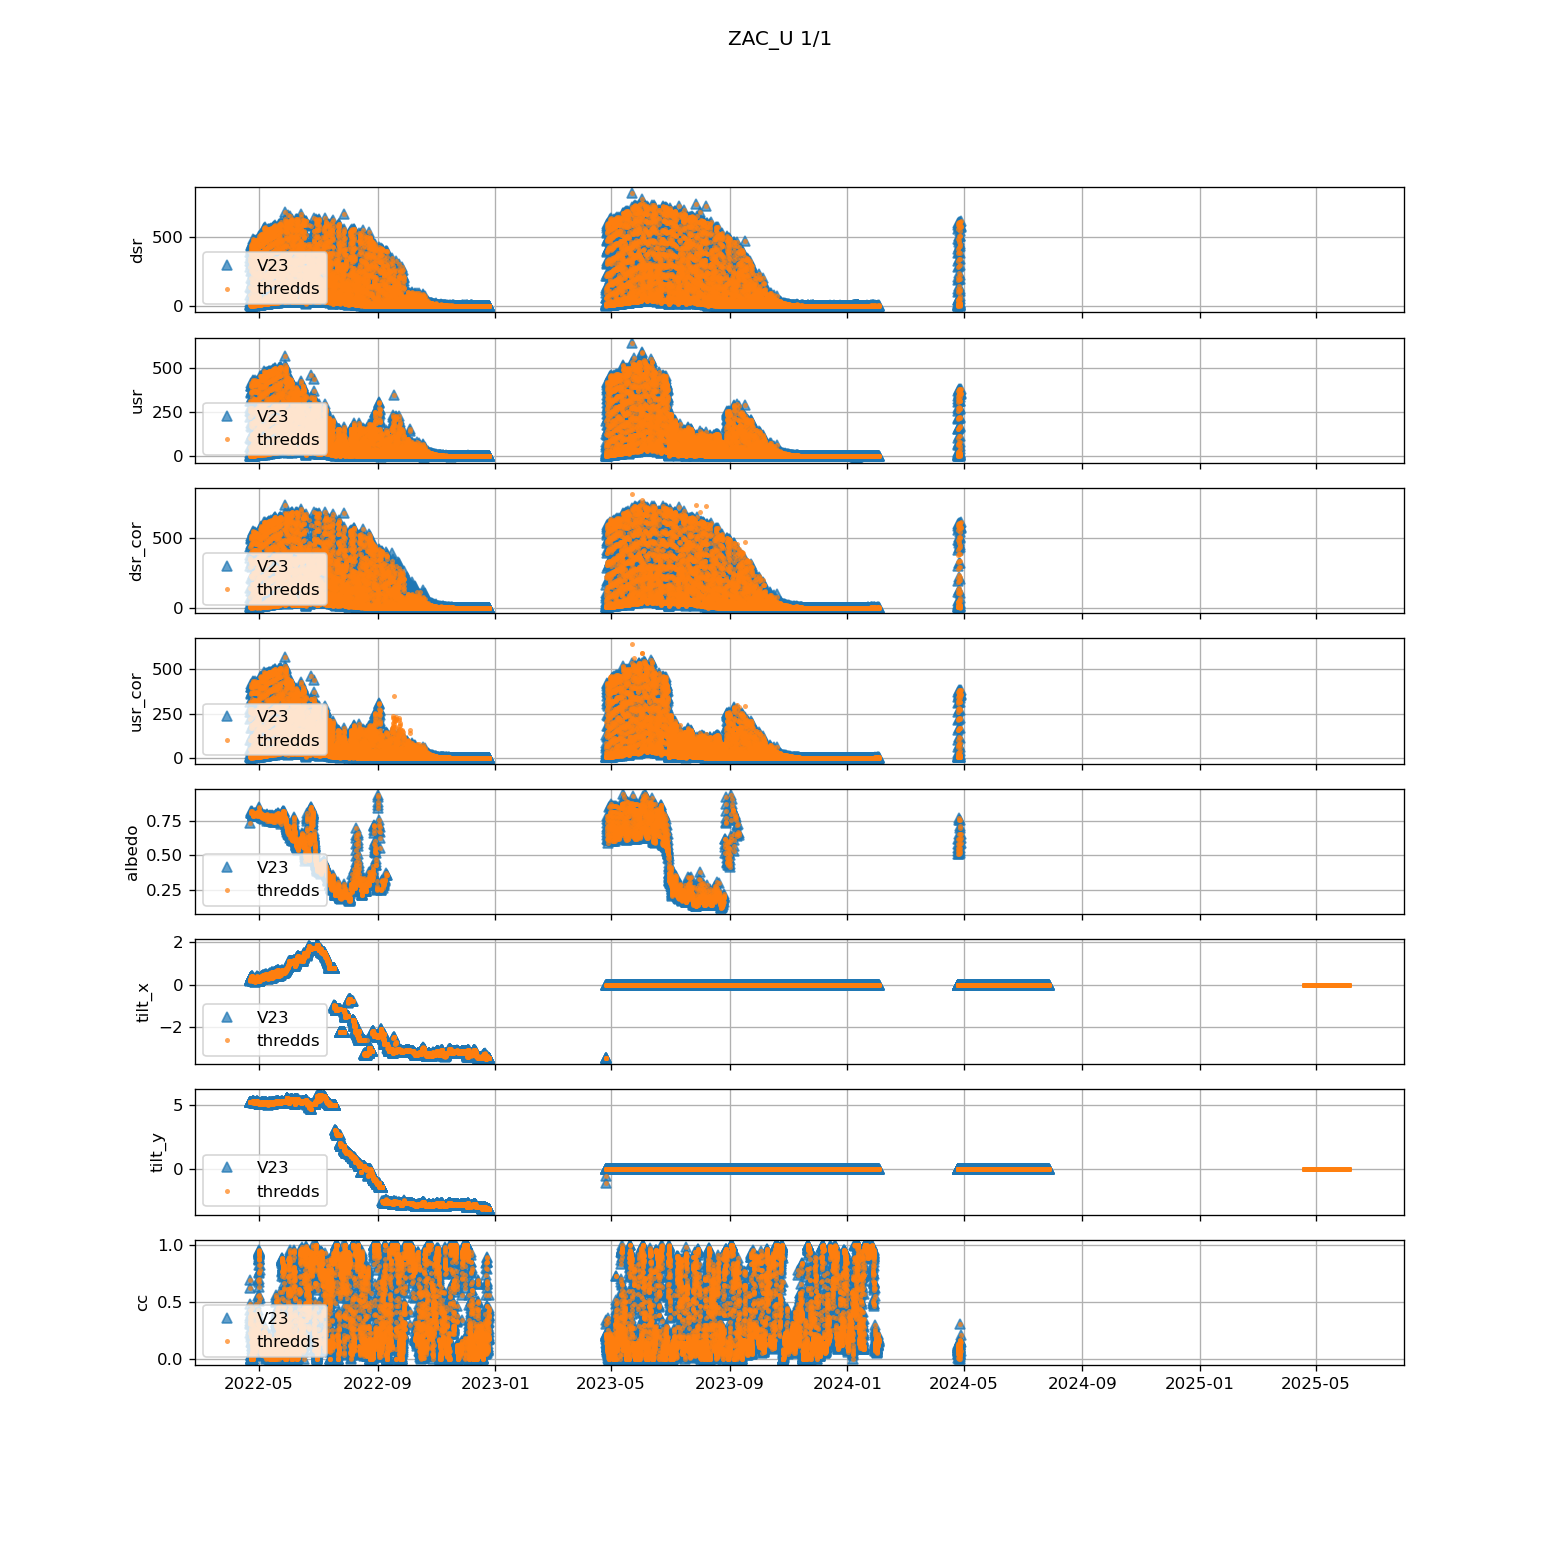 ZAC_U 1/1
dsr
500
0
V23
thredds
usr
500
250
0
V23
thredds
dsr_cor
500
0
V23
thredds
usr_cor
500
250
0
V23
thredds
albedo
0.75
0.50
0.25
V23
thredds
tilt_x
2
0
−2
V23
thredds
tilt_y
5
0
V23
thredds
cc
1.0
0.5
0.0
V23
thredds
2022-05 2022-09 2023-01 2023-05 2023-09 2024-01 2024-05 2024-09 2025-01 2025-05